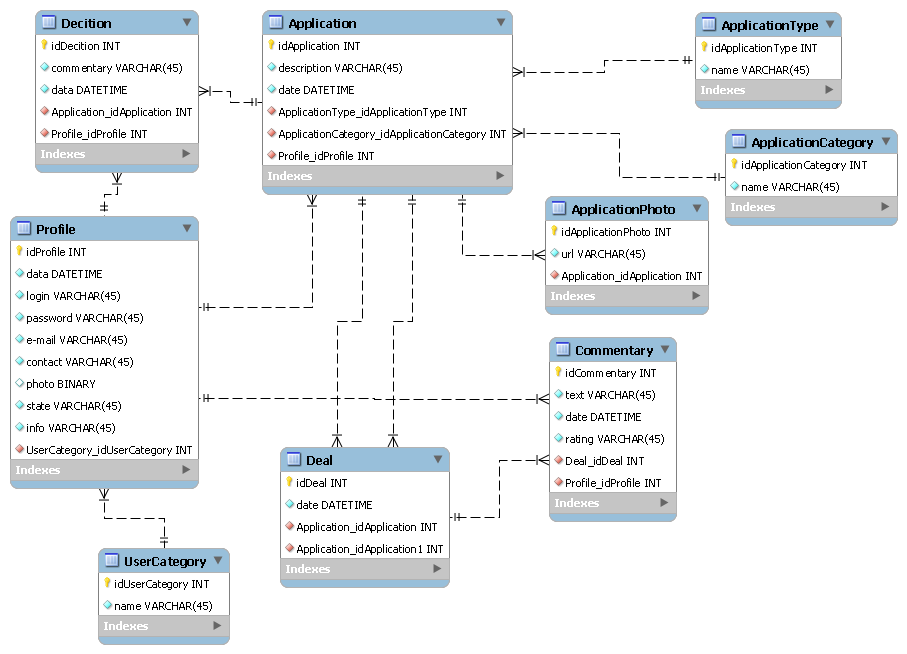 Decition
idDecition INT
commentary VARCHAR(45)
data DATETIME
Application_idApplication INT
Profile_idProfile INT
Indexes
Application
idApplication INT
description VARCHAR(45)
date DATETIME
ApplicationType_idApplicationType INT
ApplicationCategory_idApplicationCategory INT
Profile_idProfile INT
Indexes
ApplicationType
idApplicationType INT
name VARCHAR(45)
Indexes
ApplicationCategory
idApplicationCategory INT
name VARCHAR(45)
Indexes
ApplicationPhoto
idApplicationPhoto INT
url VARCHAR(45)
Application_idApplication INT
Indexes
Profile
idProfile INT
data DATETIME
login VARCHAR(45)
password VARCHAR(45)
e-mail VARCHAR(45)
contact VARCHAR(45)
photo BINARY
state VARCHAR(45)
info VARCHAR(45)
UserCategory_idUserCategory INT
Indexes
Commentary
idCommentary INT
text VARCHAR(45)
date DATETIME
rating VARCHAR(45)
Deal_idDeal INT
Profile_idProfile INT
Indexes
Deal
idDeal INT
date DATETIME
Application_idApplication INT
Application_idApplication1 INT
Indexes
UserCategory
idUserCategory INT
name VARCHAR(45)
Indexes